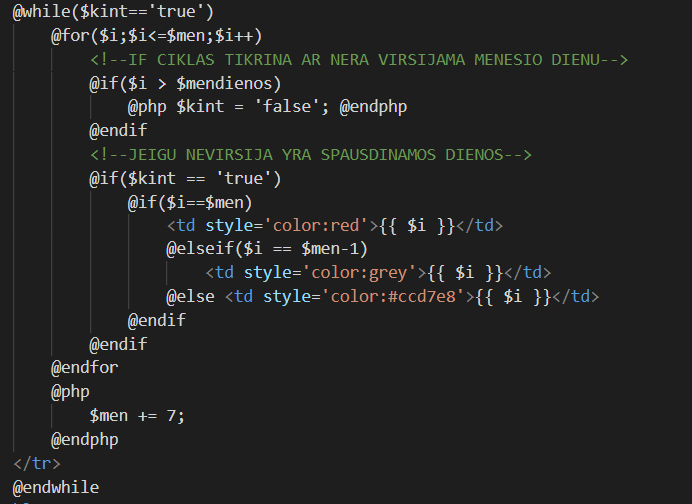 @while($kint=='true')
@for($i;$i<=$men;$i++)
<!--IF CIKLAS TIKRINA AR NERA VIRSIJAMA MENESIO DIENU-->
@if($i > $mendienos)
@php $kint = 'false'; @endphp
@endif
<!--JEIGU NEVIRSIJA YRA SPAUSDINAMOS DIENOS-->
@if($kint == 'true')
@if($i==$men)
<td style='color:red'>{{ $i }}</td>
@elseif($i == $men-1)
<td style='color:grey'>{{ $i }}</td>
@else <td style='color:#ccd7e8'>{{ $i }}</td>
@endif
@endif
@endfor
@php
$men += 7;
@endphp
</tr>
@endwhile